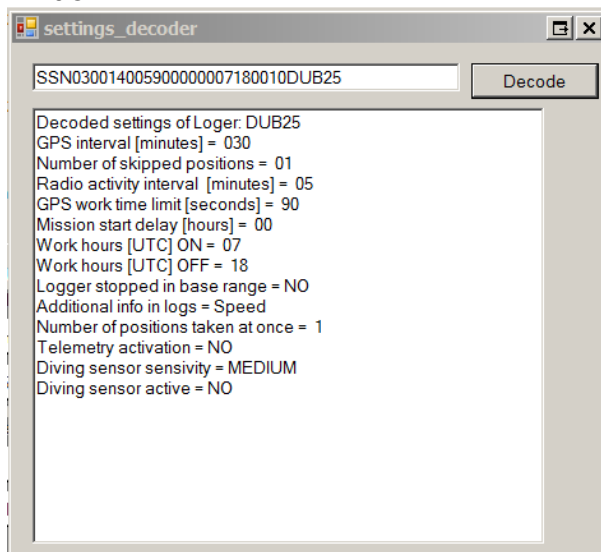 settings_decoder
SSN030014005900000007180010DUB25
Decode
Decoded settings of Loger: DUB25
GPS interval [minutes] = 030
Number of skipped positions = 01
Radio activity interval [minutes] = 05
GPS work time limit [seconds] = 90
Mission start delay [hours] = 00
Work hours [UTC] ON = 07
Work hours [UTC] OFF = 18
Logger stopped in base range = NO
Additional info in logs = Speed
Number of positions taken at once = 1
Telemetry activation = NO
Diving sensor sensivity = MEDIUM
Diving sensor active = NO